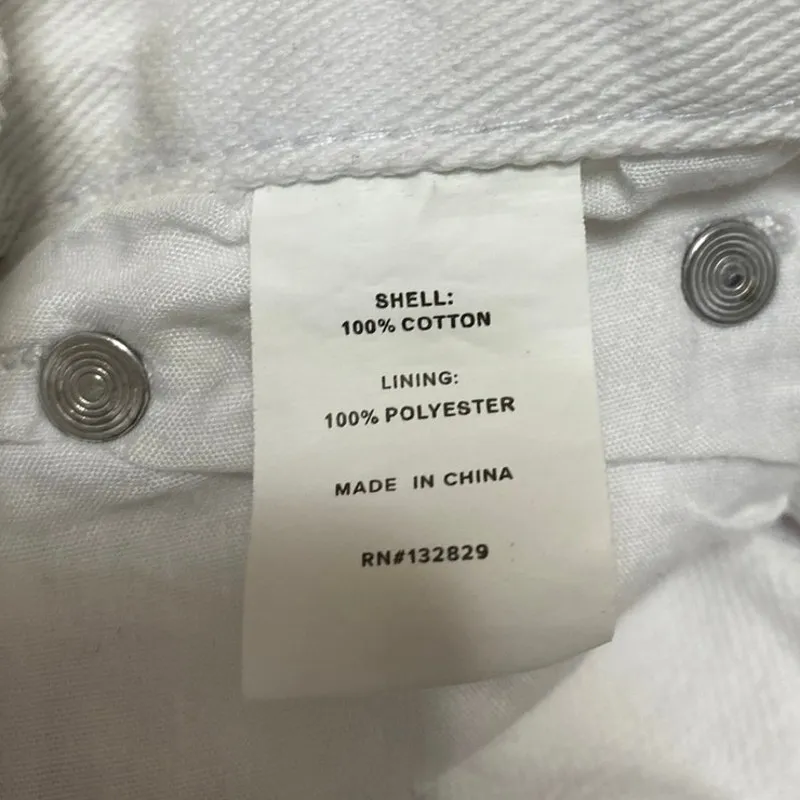 SHELL:
100% COTTON
LINING:
100% POLYESTER
MADE IN CHINA
RN#132829